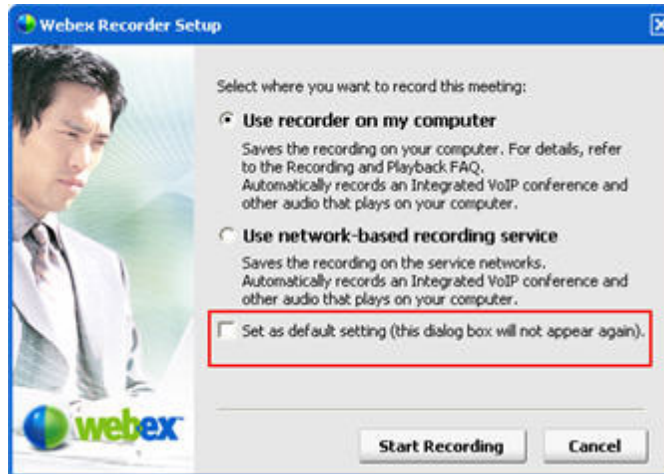 Webex Recorder Setup
Select where you want to record this meeting:
Use recorder on my computer
Saves the recording on your computer. For details, refer
to the Recording and Playback FAQ.
Automatically records an Integrated VoIP conference and
other audio that plays on your computer.
Use network-based recording service
Saves the recording on the service networks.
Automatically records an Integrated VoIP conference and
other audio that plays on your computer.
Set as default setting (this dialog box will not appear again).
webex
Start Recording
Cancel